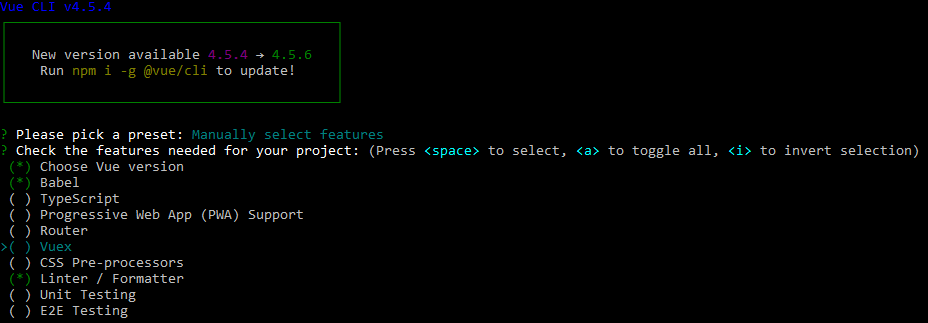 Vue CLI v4.5.4
New version available 4.5.4 → 4.5.6
Run npm i -g @vue/cli to update!
? Please pick a preset: Manually select features
? Check the features needed for your project: (Press <space> to select, <a> to toggle all, <i> to invert selection)
(*) Choose Vue version
(*) Babel
( ) TypeScript
( ) Progressive Web App (PWA) Support
( ) Router
>( ) Vuex
( ) CSS Pre-processors
(*) Linter / Formatter
( ) Unit Testing
( ) E2E Testing